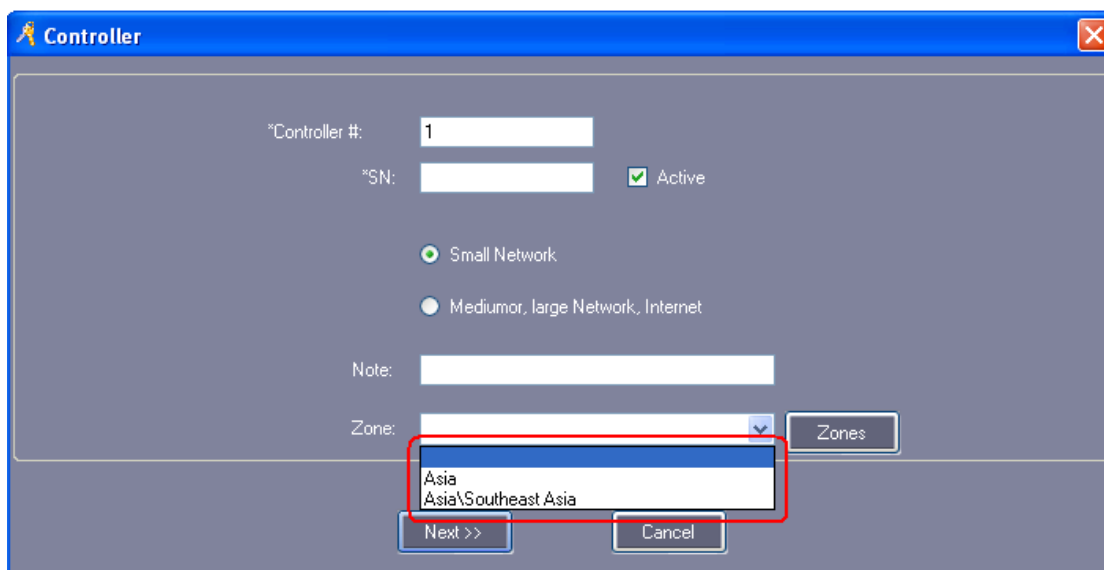 Controller
*Controller #: 1
*SN:
Active
Small Network
Mediumor, large Network, Internet
Note:
Zone:
Zones
Asia
Asia\Southeast Asia
Next >>
Cancel